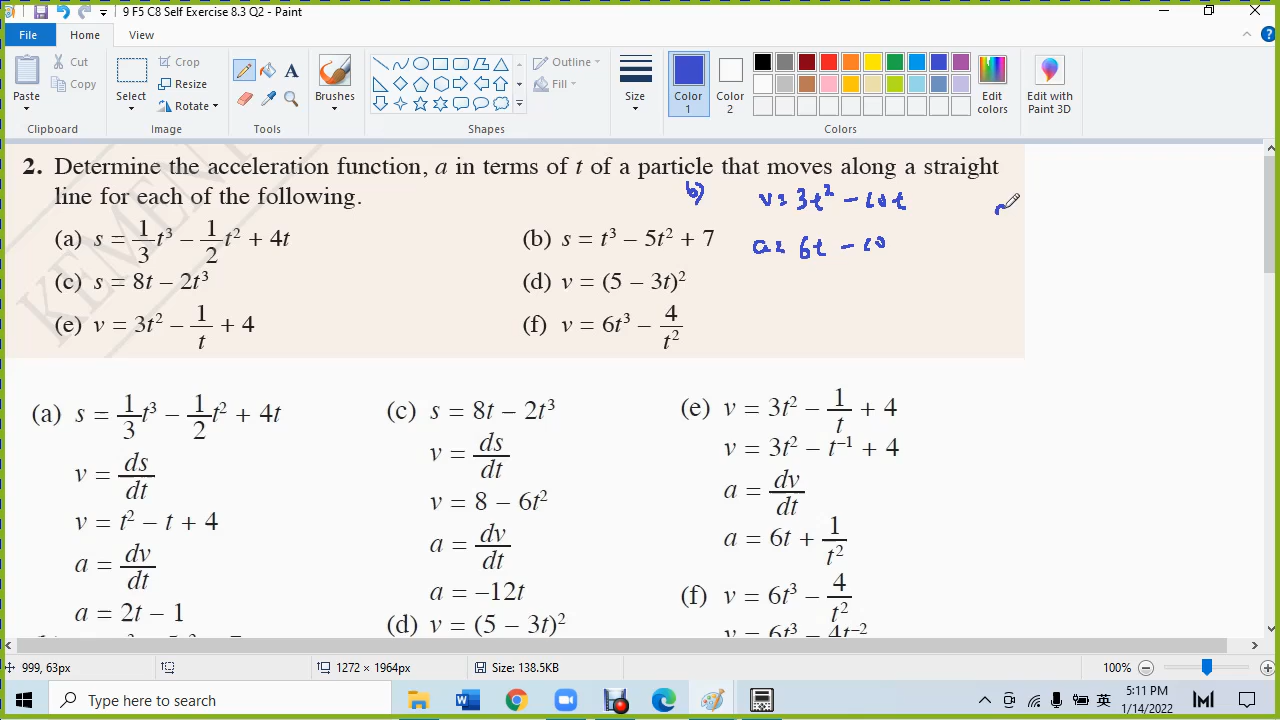 9 F5 C8 Self Exercise 8.3 Q2 - Paint
File Home View
Paste Cut Copy Clipboard
Select Crop Resize Rotate Image
Tools
Brushes
Outline Fill Shapes
Size
Color 1 Color 2 Edit colors Colors
Edit with Paint 3D
2. Determine the acceleration function, a in terms of t of a particle that moves along a straight
line for each of the following.
b) v = 3t² − 10t
a = 6t − 10
(a) s = 1/3 t³ − 1/2 t² + 4t
(b) s = t³ − 5t² + 7
(c) s = 8t − 2t³
(d) v = (5 − 3t)²
(e) v = 3t² − 1/t + 4
(f) v = 6t³ − 4/t²
KEMEN
(a) s = 1/3 t³ − 1/2 t² + 4t
v = ds/dt
v = t² − t + 4
a = dv/dt
a = 2t − 1
(c) s = 8t − 2t³
v = ds/dt
v = 8 − 6t²
a = dv/dt
a = −12t
(d) v = (5 − 3t)²
(e) v = 3t² − 1/t + 4
v = 3t² − t⁻¹ + 4
a = dv/dt
a = 6t + 1/t²
(f) v = 6t³ − 4/t²
v = 6t³ − 4t⁻²
999, 63px
1272 × 1964px
Size: 138.5KB
100%
Type here to search
英
5:11 PM
1/14/2022